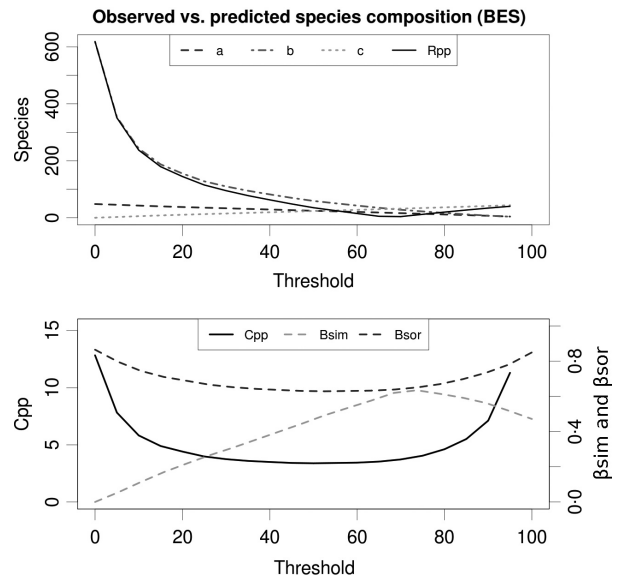 Observed vs. predicted species composition (BES)
a b c Rpp
Species
600
400
200
0
0 20 40 60 80 100
Threshold
Cpp Bsim Bsor
Cpp
15
10
5
0
βsim and βsor
0·8
0·4
0·0
0 20 40 60 80 100
Threshold